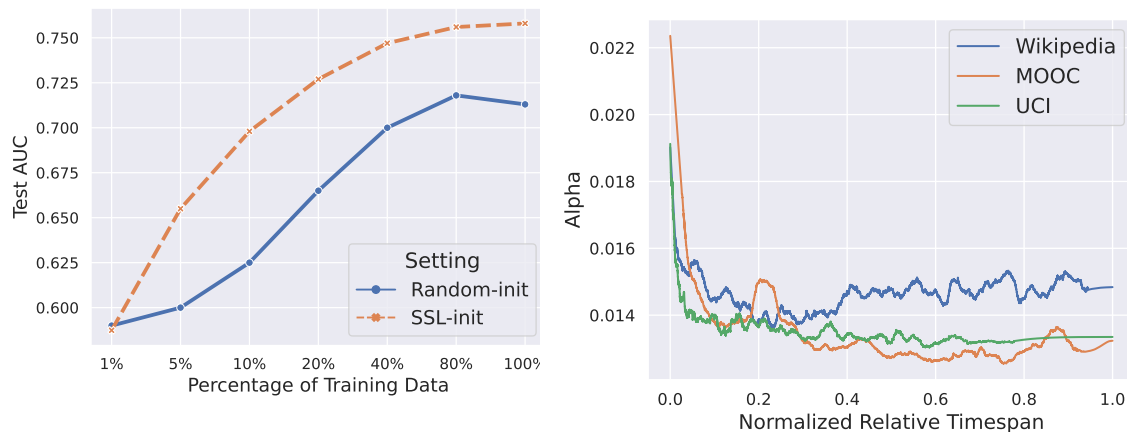 0.750
0.725
0.700
0.675
0.650
0.625
0.600
Test AUC
Setting
Random-init
SSL-init
1% 5% 10% 20% 40% 80% 100%
Percentage of Training Data
0.022
0.020
0.018
0.016
0.014
Alpha
Wikipedia
MOOC
UCI
0.0 0.2 0.4 0.6 0.8 1.0
Normalized Relative Timespan